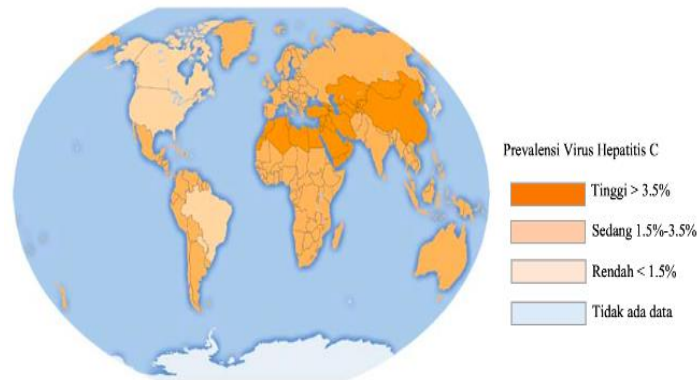 Prevalensi Virus Hepatitis C
Tinggi > 3.5%
Sedang 1.5%-3.5%
Rendah < 1.5%
Tidak ada data